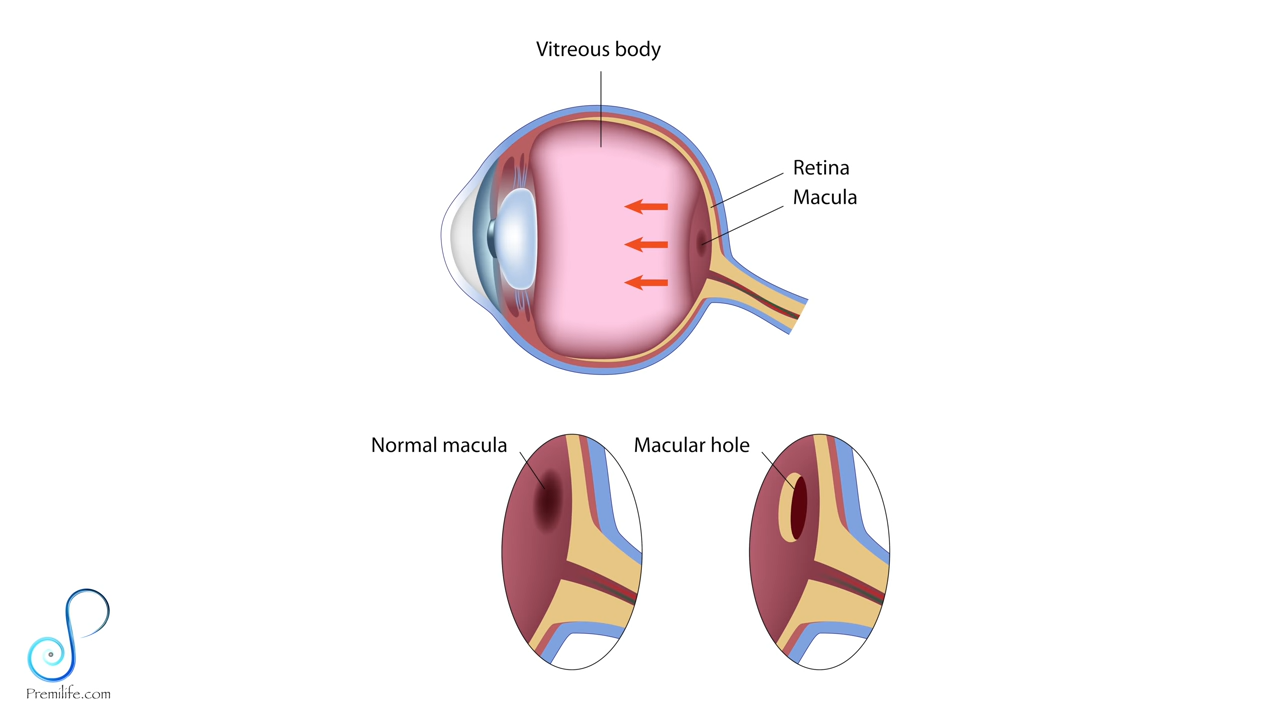 Vitreous body
Retina
Macula
Normal macula
Macular hole
Premilife.com